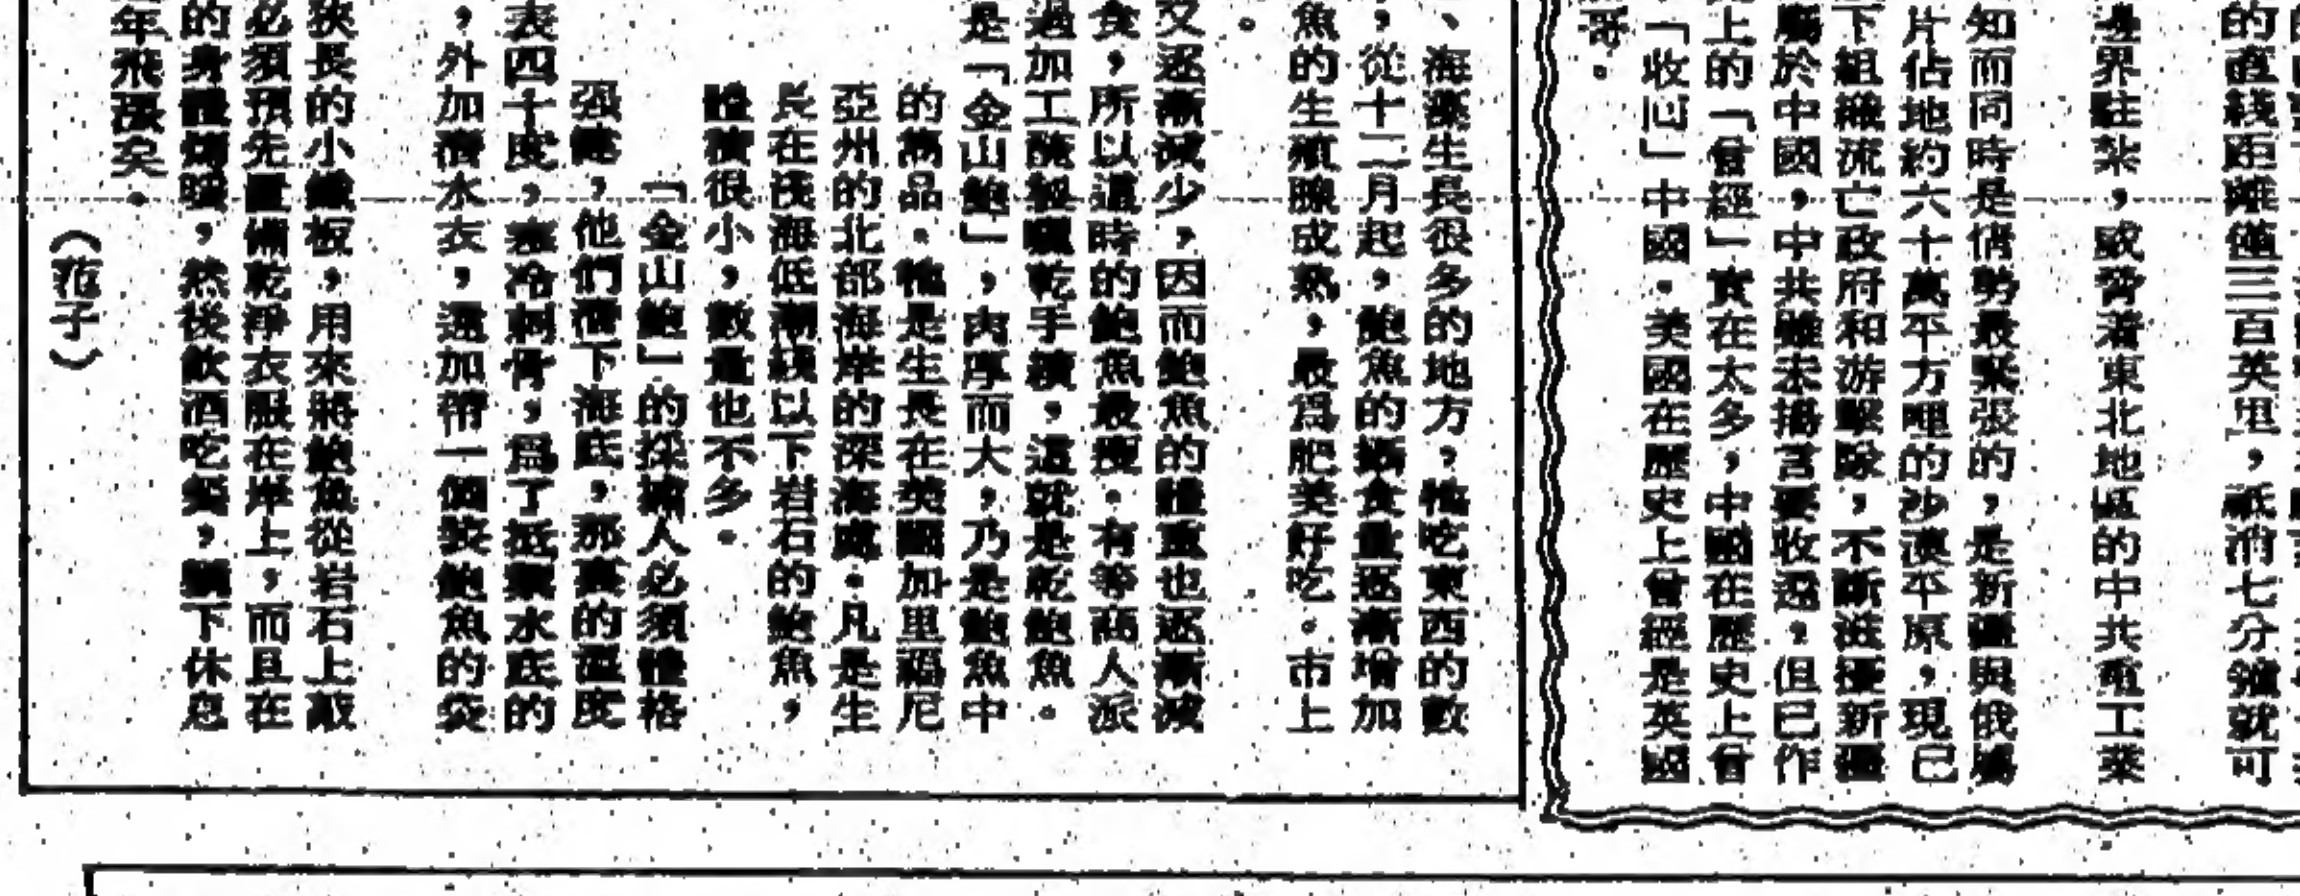 的直綫距離僅三百英里，祇消七分鐘就可
邊界駐紮，威脅着東北地區的中共重工業
知而同時是情勢最緊張的，是新疆與俄屬
片佔地約六十萬平方哩的沙漠平原，現已
下組織流亡政府和游擊隊，不斷滋擾新疆
屬於中國，中共雖未揚言要收週，但已作
上的「曾經」實在太多，中國在歷史上曾
「收回」中國。美國在歷史上曾經是英國
哥。
、海藻生長很多的地方，牠吃東西的數
，從十二月起，鮑魚的攝食量逐漸增加
魚的生殖腺成熟，最爲肥美好吃。市上
。
又逐漸減少，因而鮑魚的體重也逐漸減
食，所以這時的鮑魚最瘦。有等商人派
過加工醃製曬乾手續，這就是乾鮑魚。
是「金山鮑」，肉厚而大，乃是鮑魚中
的高品。牠是生長在美國加里福尼
亞州的北部海岸的深海處。凡是生
長在淺海低潮綫以下岩石的鮑魚，
體積很小，數量也不多。
「金山鮑」的採捕人必須體格
强健，他們潛下海底，那裏的溫度
表四十度，寒冷刺骨，爲了抵禦水底的
，外加潛水衣，還加帶一個裝鮑魚的袋
狹長的小鐵板，用來將鮑魚從岩石上敲
必須預先置備乾淨衣服在岸上，而且在
的身體烤暖，然後飲酒吃餐，躺下休息
年飛漲矣。
（范子）